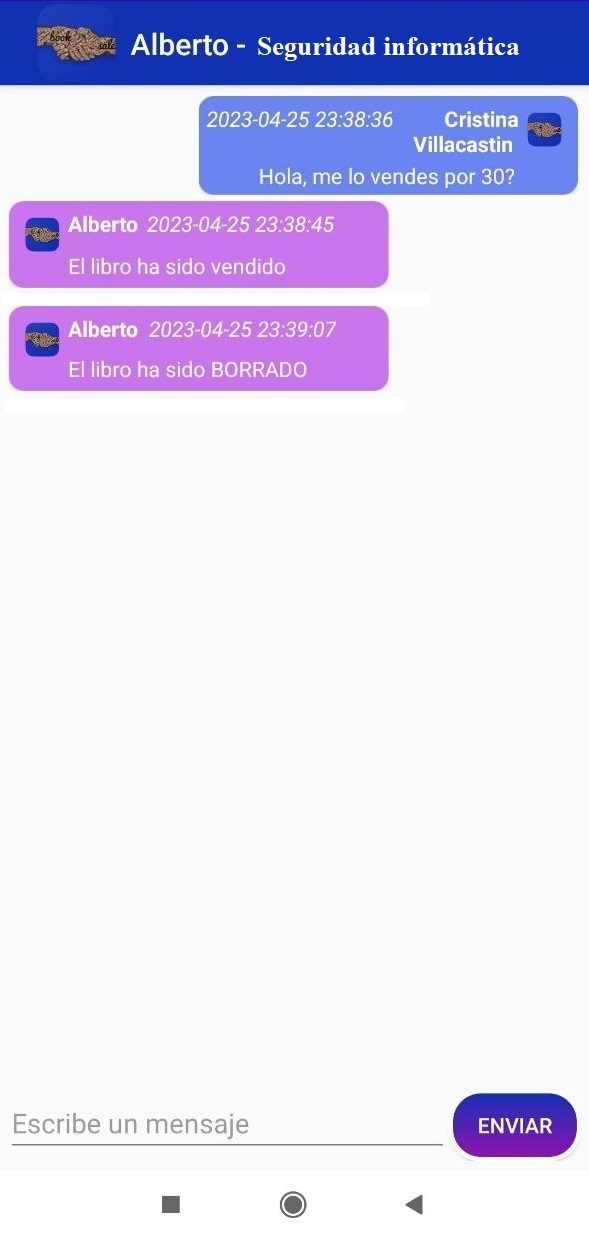 book
sale
Alberto - Seguridad informática
2023-04-25 23:38:36 Cristina
Villacastin
Hola, me lo vendes por 30?
Alberto 2023-04-25 23:38:45
El libro ha sido vendido
Alberto 2023-04-25 23:39:07
El libro ha sido BORRADO
Escribe un mensaje
ENVIAR